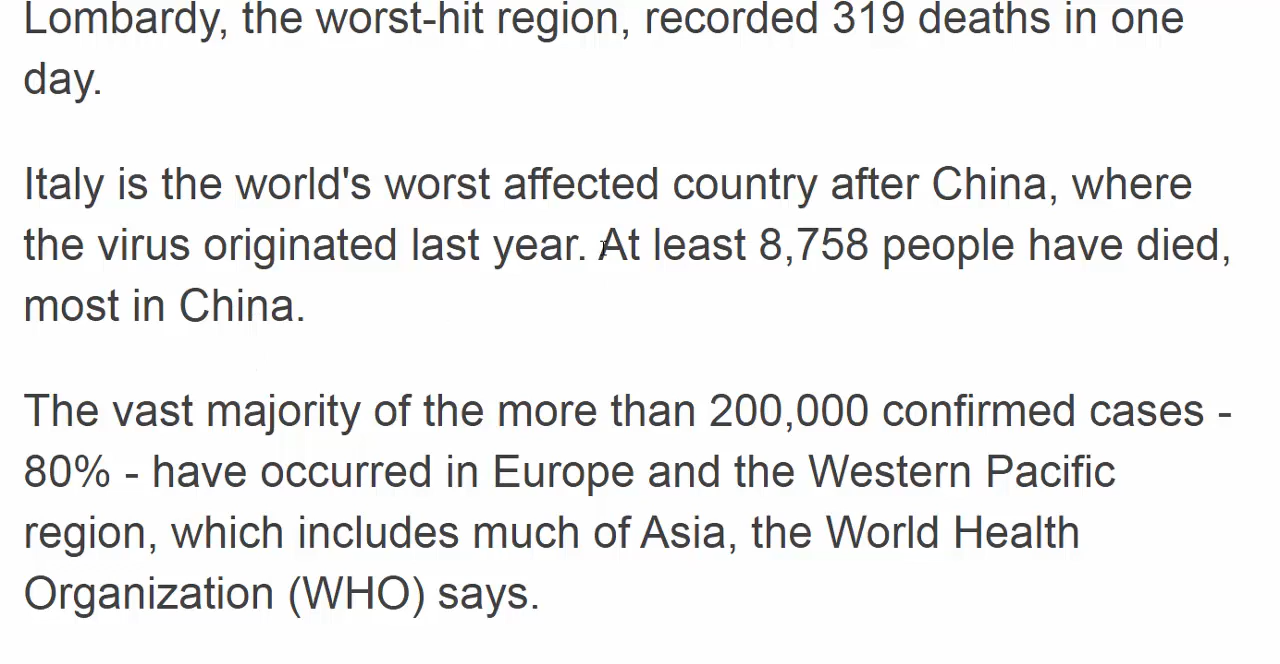 Lombardy, the worst-hit region, recorded 319 deaths in one
day.
Italy is the world's worst affected country after China, where
the virus originated last year. At least 8,758 people have died,
most in China.
The vast majority of the more than 200,000 confirmed cases -
80% - have occurred in Europe and the Western Pacific
region, which includes much of Asia, the World Health
Organization (WHO) says.